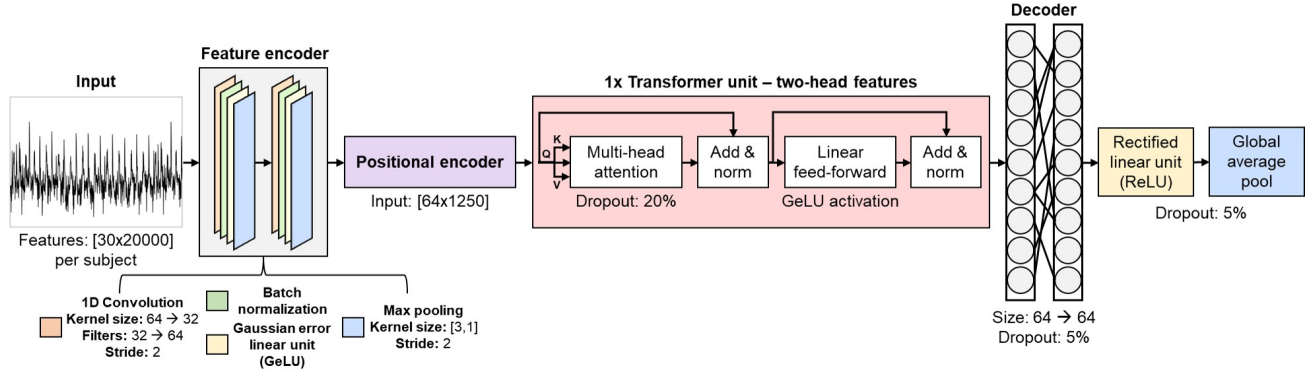 Input
Features: [30x20000]
per subject
Feature encoder
1D Convolution
Kernel size: 64 → 32
Filters: 32 → 64
Stride: 2
Batch
normalization
Gaussian error
linear unit
(GeLU)
Max pooling
Kernel size: [3,1]
Stride: 2
Positional encoder
Input: [64x1250]
1x Transformer unit – two-head features
K
Q
V
Multi-head
attention
Dropout: 20%
Add &
norm
Linear
feed-forward
GeLU activation
Add &
norm
Decoder
Size: 64 → 64
Dropout: 5%
Rectified
linear unit
(ReLU)
Global
average
pool
Dropout: 5%